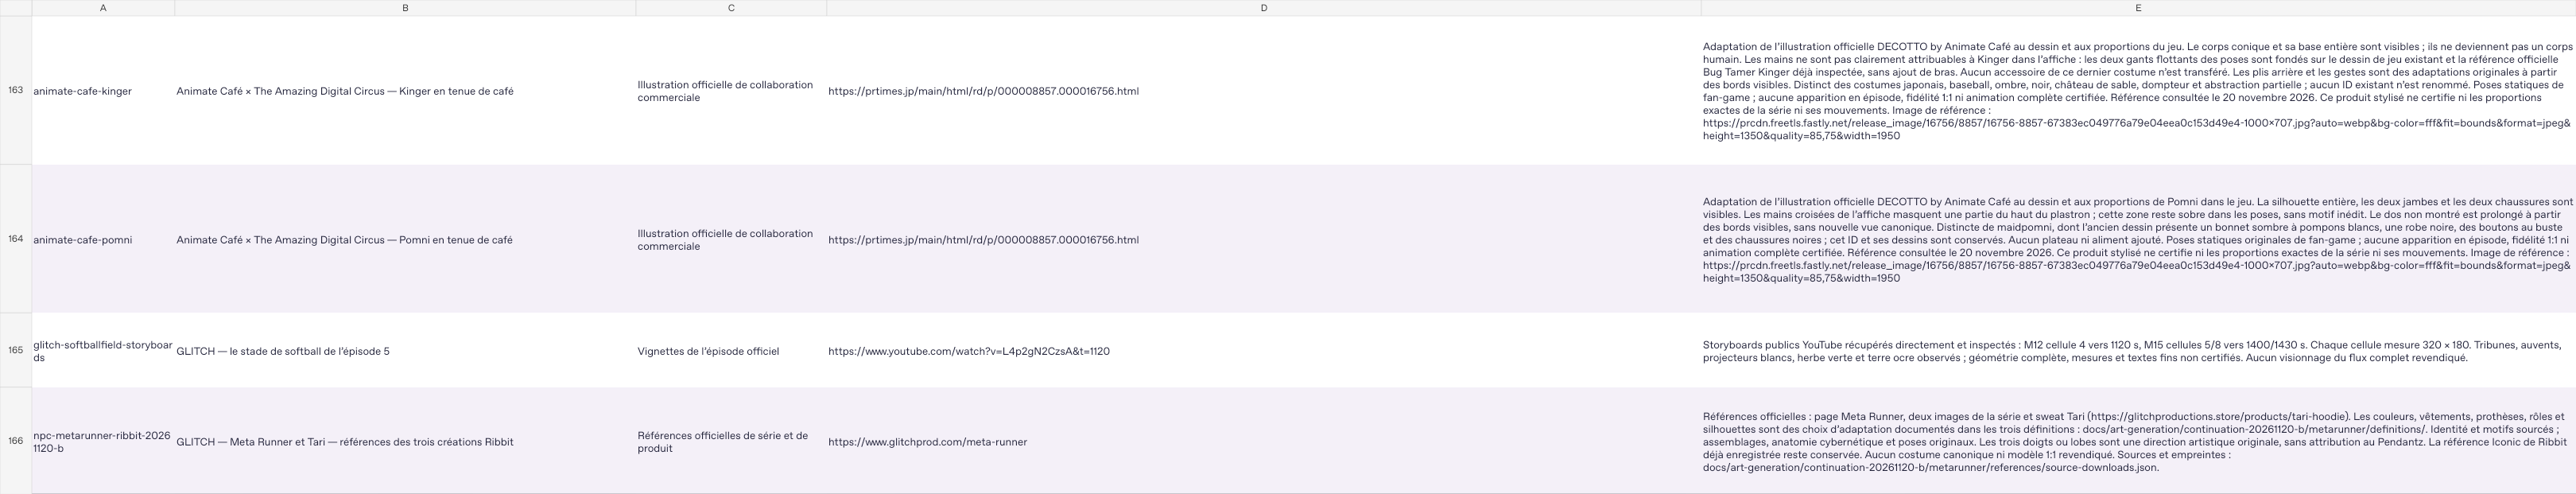 A B C D E
163
animate-cafe-kinger
Animate Café × The Amazing Digital Circus — Kinger en tenue de café
Illustration officielle de collaboration
commerciale
https://prtimes.jp/main/html/rd/p/000008857.000016756.html
Adaptation de l’illustration officielle DECOTTO by Animate Café au dessin et aux proportions du jeu. Le corps conique et sa base entière sont visibles ; ils ne deviennent pas un corps
humain. Les mains ne sont pas clairement attribuables à Kinger dans l’affiche : les deux gants flottants des poses sont fondés sur le dessin de jeu existant et la référence officielle
Bug Tamer Kinger déjà inspectée, sans ajout de bras. Aucun accessoire de ce dernier costume n’est transféré. Les plis arrière et les gestes sont des adaptations originales à partir
des bords visibles. Distinct des costumes japonais, baseball, ombre, noir, château de sable, dompteur et abstraction partielle ; aucun ID existant n’est renommé. Poses statiques de
fan-game ; aucune apparition en épisode, fidélité 1:1 ni animation complète certifiée. Référence consultée le 20 novembre 2026. Ce produit stylisé ne certifie ni les proportions
exactes de la série ni ses mouvements. Image de référence :
https://prcdn.freetls.fastly.net/release_image/16756/8857/16756-8857-67383ec049776a79e04eea0c153d49e4-1000×707.jpg?auto=webp&bg-color=fff&fit=bounds&format=jpeg&
height=1350&quality=85,75&width=1950
164
animate-cafe-pomni
Animate Café × The Amazing Digital Circus — Pomni en tenue de café
Illustration officielle de collaboration
commerciale
https://prtimes.jp/main/html/rd/p/000008857.000016756.html
Adaptation de l’illustration officielle DECOTTO by Animate Café au dessin et aux proportions de Pomni dans le jeu. La silhouette entière, les deux jambes et les deux chaussures sont
visibles. Les mains croisées de l’affiche masquent une partie du haut du plastron ; cette zone reste sobre dans les poses, sans motif inédit. Le dos non montré est prolongé à partir
des bords visibles, sans nouvelle vue canonique. Distincte de maidpomni, dont l’ancien dessin présente un bonnet sombre à pompons blancs, une robe noire, des boutons au buste
et des chaussures noires ; cet ID et ses dessins sont conservés. Aucun plateau ni aliment ajouté. Poses statiques originales de fan-game ; aucune apparition en épisode, fidélité 1:1 ni
animation complète certifiée. Référence consultée le 20 novembre 2026. Ce produit stylisé ne certifie ni les proportions exactes de la série ni ses mouvements. Image de référence :
https://prcdn.freetls.fastly.net/release_image/16756/8857/16756-8857-67383ec049776a79e04eea0c153d49e4-1000×707.jpg?auto=webp&bg-color=fff&fit=bounds&format=jpeg&
height=1350&quality=85,75&width=1950
165
glitch-softballfield-storyboar
ds
GLITCH — le stade de softball de l’épisode 5
Vignettes de l’épisode officiel
https://www.youtube.com/watch?v=L4p2gN2CzsA&t=1120
Storyboards publics YouTube récupérés directement et inspectés : M12 cellule 4 vers 1120 s, M15 cellules 5/8 vers 1400/1430 s. Chaque cellule mesure 320 × 180. Tribunes, auvents,
projecteurs blancs, herbe verte et terre ocre observés ; géométrie complète, mesures et textes fins non certifiés. Aucun visionnage du flux complet revendiqué.
166
npc-metarunner-ribbit-2026
1120-b
GLITCH — Meta Runner et Tari — références des trois créations Ribbit
Références officielles de série et de
produit
https://www.glitchprod.com/meta-runner
Références officielles : page Meta Runner, deux images de la série et sweat Tari (https://glitchproductions.store/products/tari-hoodie). Les couleurs, vêtements, prothèses, rôles et
silhouettes sont des choix d’adaptation documentés dans les trois définitions : docs/art-generation/continuation-20261120-b/metarunner/definitions/. Identité et motifs sourcés ;
assemblages, anatomie cybernétique et poses originaux. Les trois doigts ou lobes sont une direction artistique originale, sans attribution au Pendantz. La référence Iconic de Ribbit
déjà enregistrée reste conservée. Aucun costume canonique ni modèle 1:1 revendiqué. Sources et empreintes :
docs/art-generation/continuation-20261120-b/metarunner/references/source-downloads.json.